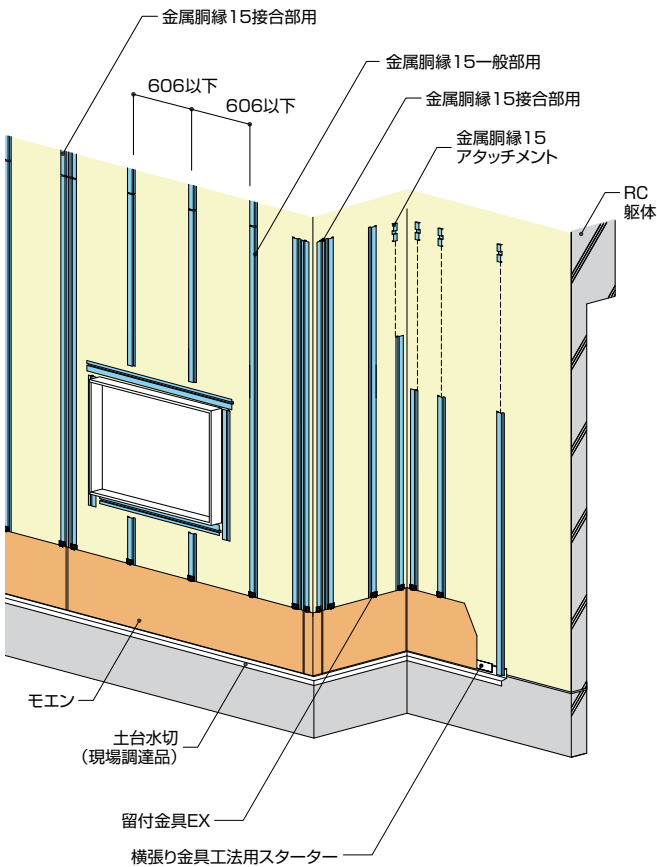 金属胴縁15接合部用
606以下
606以下
金属胴縁15一般部用
金属胴縁15接合部用
金属胴縁15
アタッチメント
RC
躯体
モエン
土台水切
（現場調達品）
留付金具EX
横張り金具工法用スターター